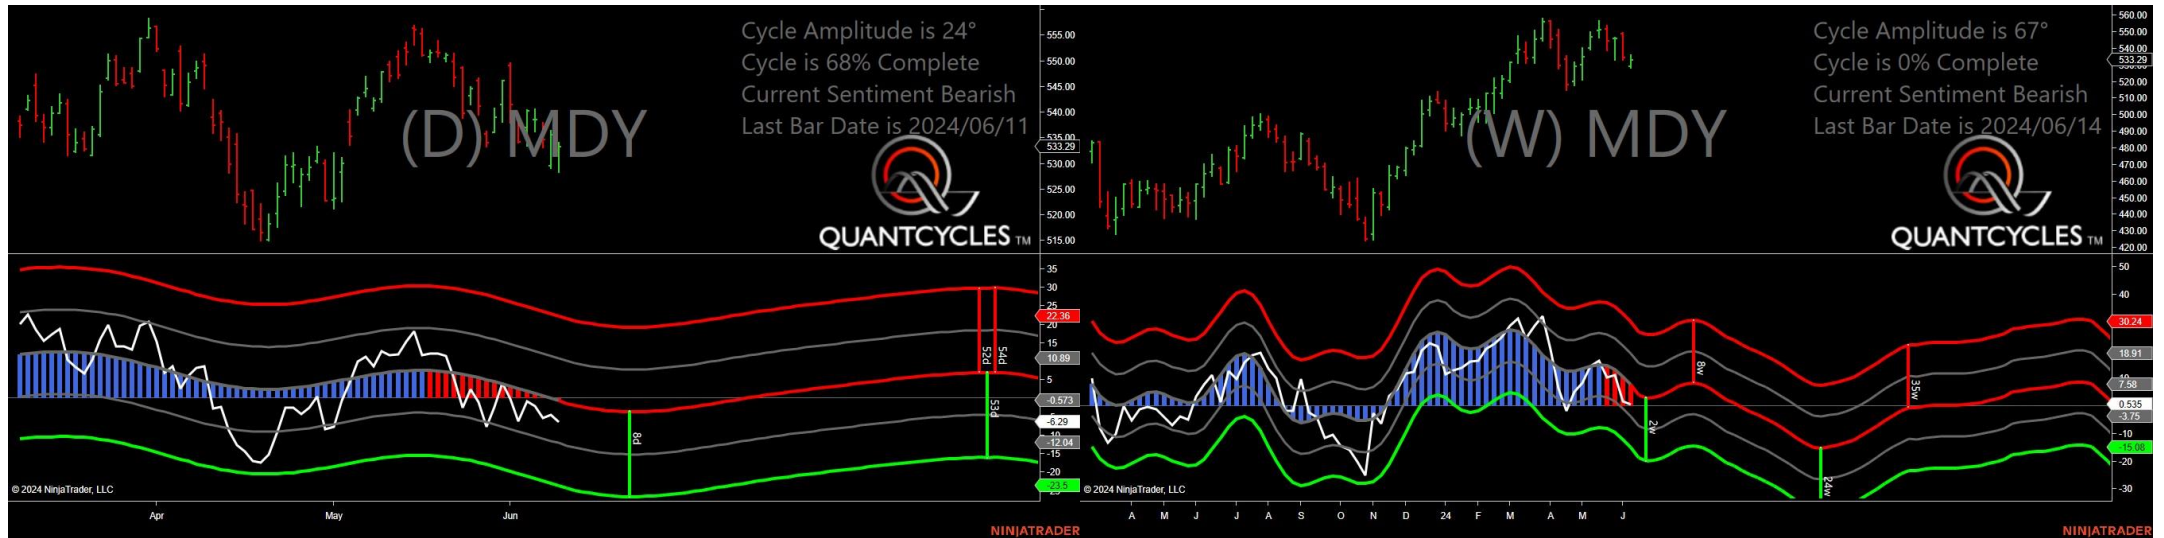 Cycle Amplitude is 24°
Cycle is 68% Complete
Current Sentiment Bearish
Last Bar Date is 2024/06/11
(D) MDY
QUANTCYCLES TM
555.00
550.00
545.00
540.00
535.00
533.29
530.00
525.00
520.00
515.00
35
30
25
22.36
20
15
10.89
5
-0.573
-6.29
-12.04
-15
-20
-23.5
8d
52d
54d
53d
© 2024 NinjaTrader, LLC
Apr
May
Jun
NINJATRADER
Cycle Amplitude is 67°
Cycle is 0% Complete
Current Sentiment Bearish
Last Bar Date is 2024/06/14
(W) MDY
QUANTCYCLES TM
560.00
550.00
540.00
533.29
520.00
510.00
500.00
490.00
480.00
470.00
460.00
450.00
440.00
430.00
420.00
50
40
30.24
18.91
7.58
0.535
-3.75
-10
-15.08
-20
-30
2w
8w
24w
35w
© 2024 NinjaTrader, LLC
A
M
J
J
A
S
O
N
D
24
F
M
A
M
J
NINJATRADER